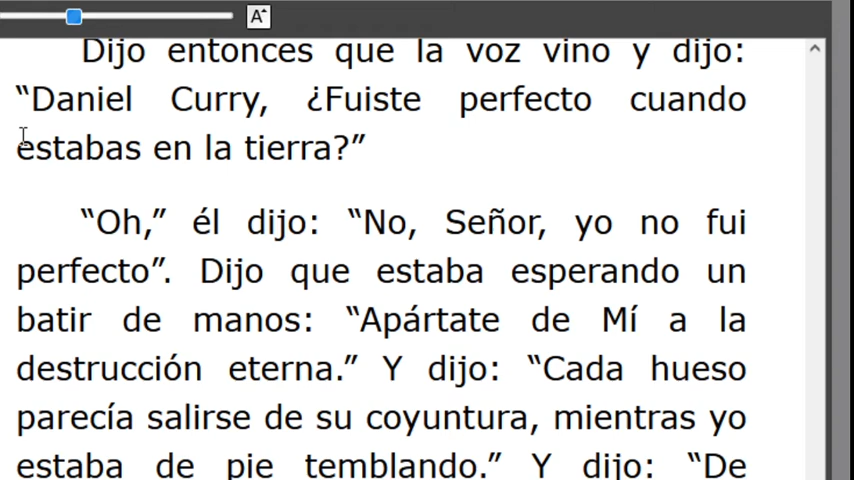 A
Dijo entonces que la voz vino y dijo:
“Daniel Curry, ¿Fuiste perfecto cuando
estabas en la tierra?”
“Oh,” él dijo: “No, Señor, yo no fui
perfecto”. Dijo que estaba esperando un
batir de manos: “Apártate de Mí a la
destrucción eterna.” Y dijo: “Cada hueso
parecía salirse de su coyuntura, mientras yo
estaba de pie temblando.” Y dijo: “De